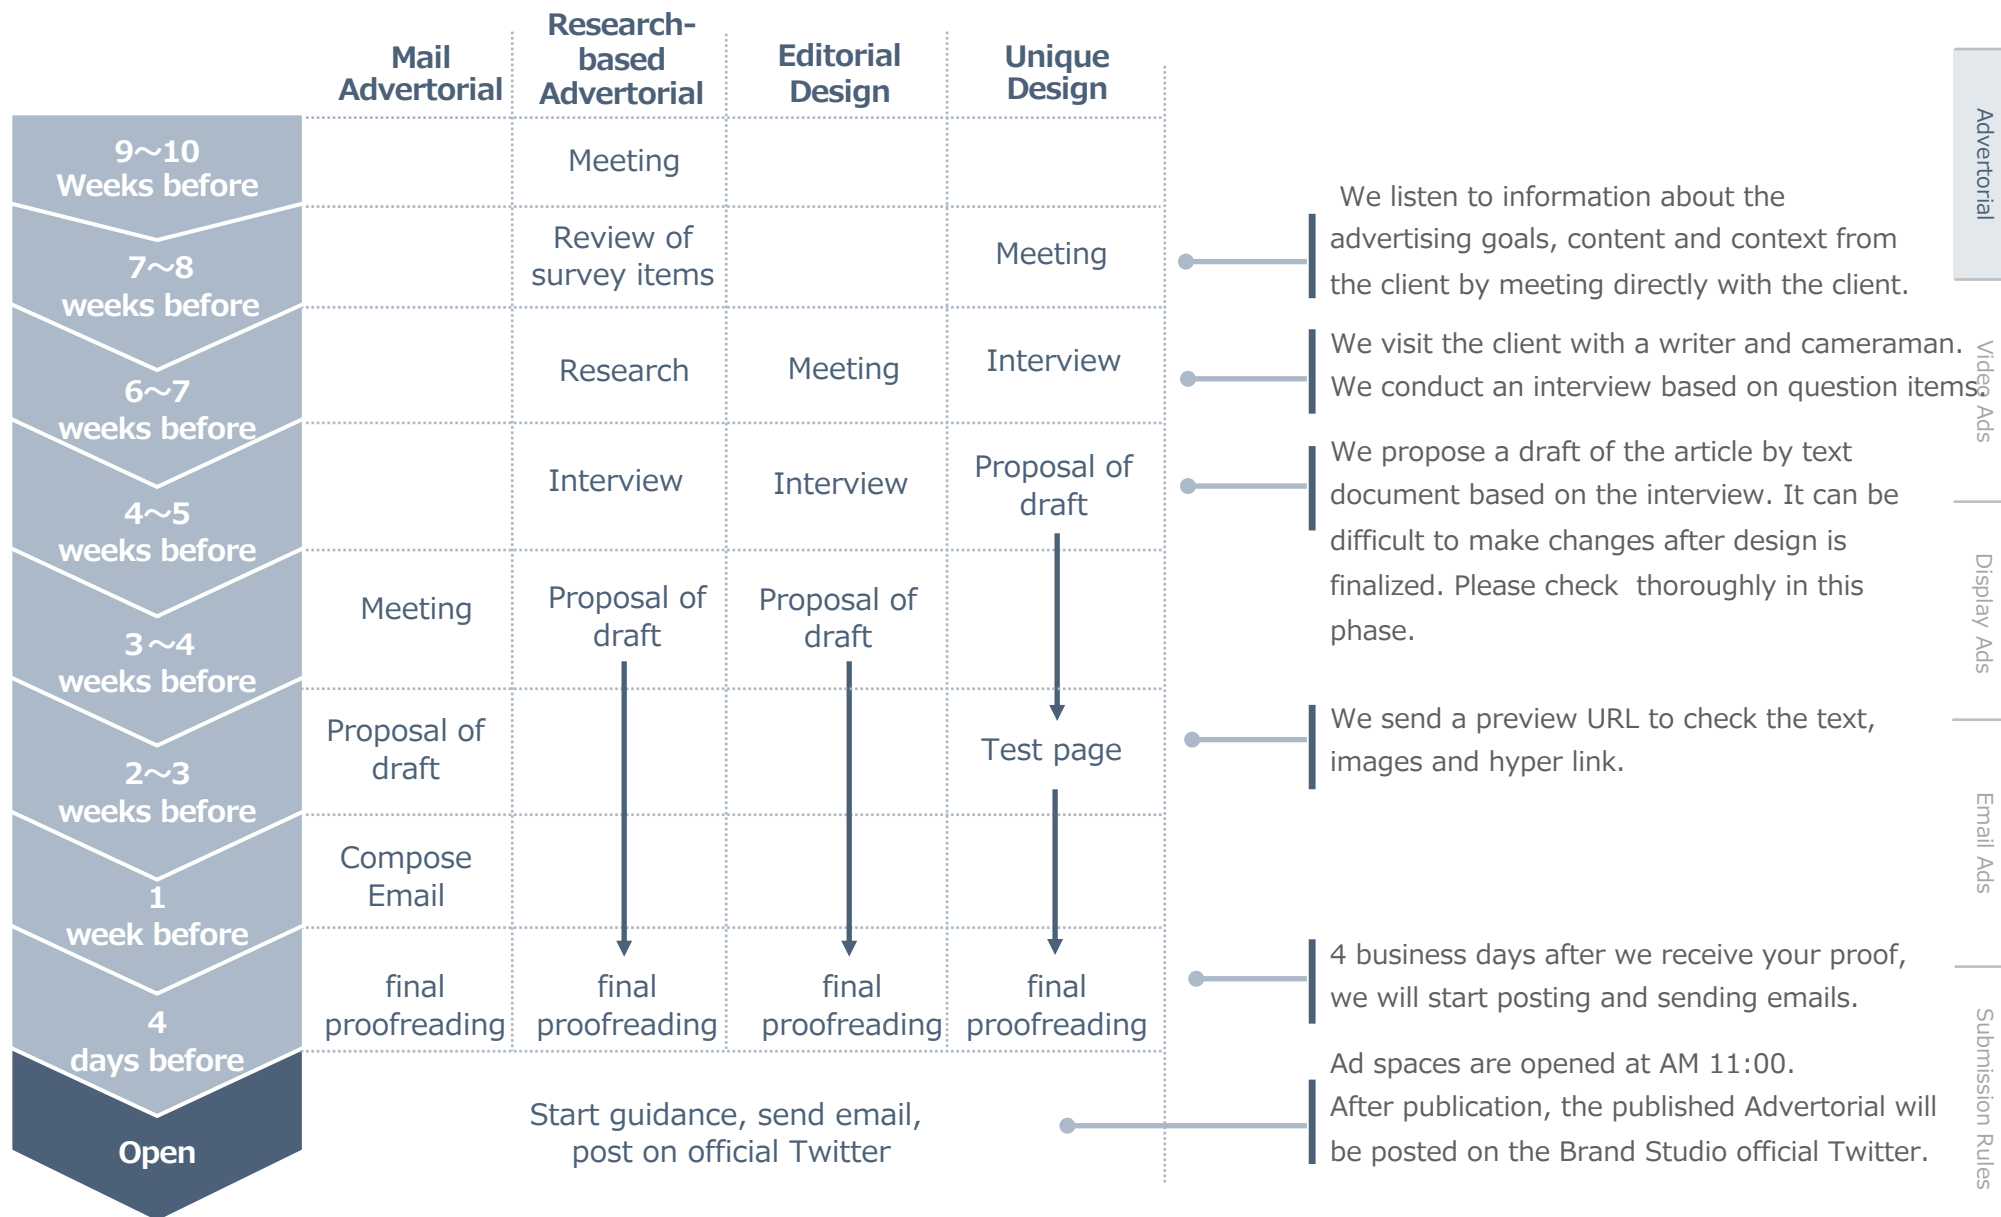 Mail
Advertorial
Research-
based
Advertorial
Editorial
Design
Unique
Design
9～10
Weeks before
Meeting
7～8
weeks before
Review of
survey items
Meeting
We listen to information about the
advertising goals, content and context from
the client by meeting directly with the client.
6～7
weeks before
Research
Meeting
Interview
We visit the client with a writer and cameraman.
We conduct an interview based on question items.
4～5
weeks before
Interview
Interview
Proposal of
draft
We propose a draft of the article by text
document based on the interview. It can be
difficult to make changes after design is
finalized. Please check  thoroughly in this
phase.
3～4
weeks before
Meeting
Proposal of
draft
Proposal of
draft
2～3
weeks before
Proposal of
draft
Test page
We send a preview URL to check the text,
images and hyper link.
1
week before
Compose
Email
4
days before
final
proofreading
final
proofreading
final
proofreading
final
proofreading
4 business days after we receive your proof,
we will start posting and sending emails.
Open
Start guidance, send email,
post on official Twitter
Ad spaces are opened at AM 11:00.
After publication, the published Advertorial will
be posted on the Brand Studio official Twitter.
Advertorial
Video Ads
Display Ads
Email Ads
Submission Rules